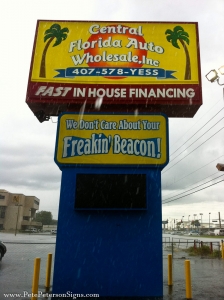 Central
Florida Auto
Wholesale, Inc
407-578-YESS
FAST IN HOUSE FINANCING
We Don't Care About Your
Freakin' Beacon!
www.PetePetersonSigns.com